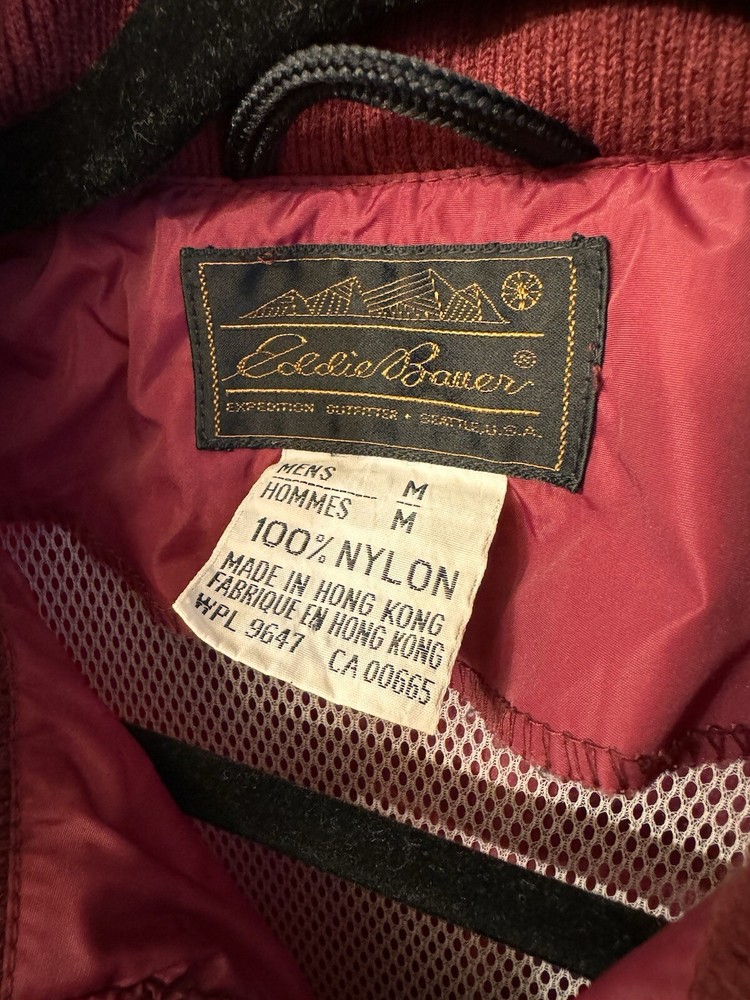 Eddie Bauer ®
EXPEDITION OUTFITTER • SEATTLE, U.S.A.
MENS M
HOMMES M
100% NYLON
MADE IN HONG KONG
FABRIQUE EN HONG KONG
WPL 9647 CA 00665